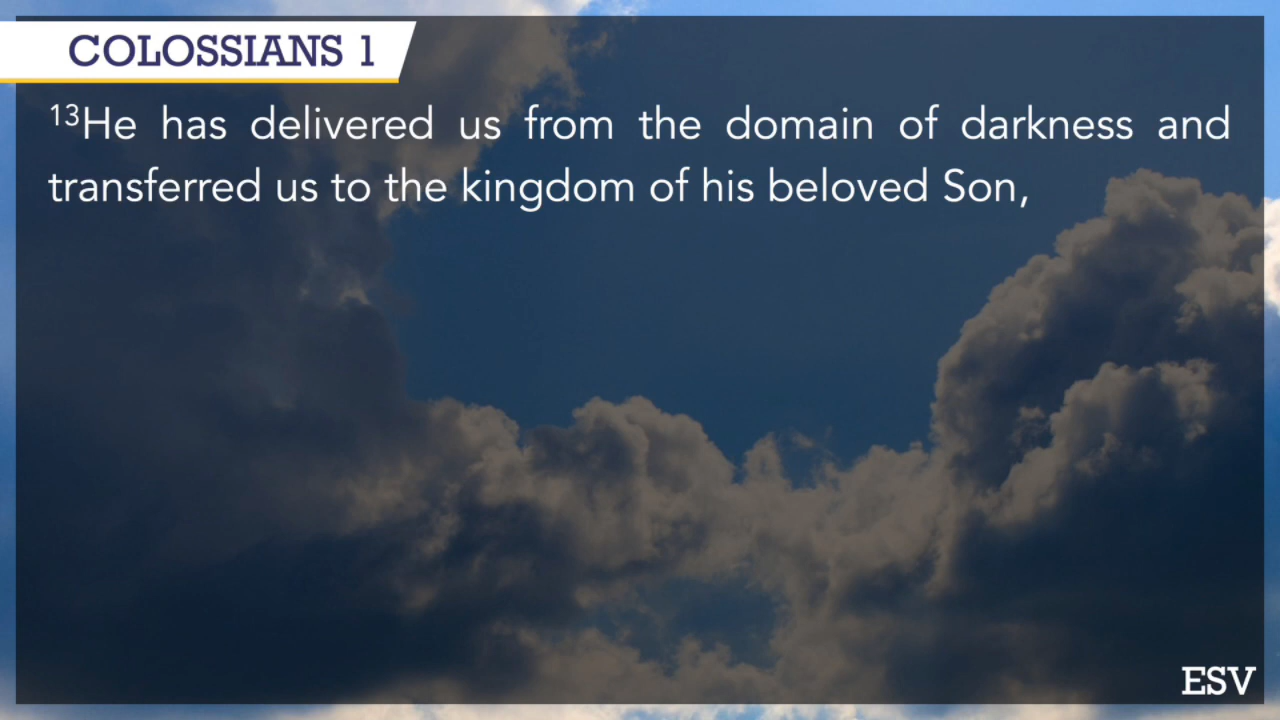 COLOSSIANS 1
¹³He has delivered us from the domain of darkness and
transferred us to the kingdom of his beloved Son,
ESV